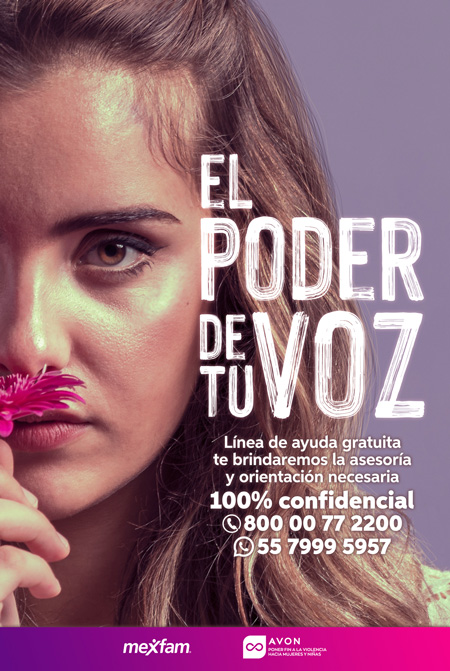 EL
PODER
DE TU VOZ
Línea de ayuda gratuita
te brindaremos la asesoría
y orientación necesaria
100% confidencial
800 00 77 2200
55 7999 5957
mexfam
AVON
PONER FIN A LA VIOLENCIA
HACIA MUJERES Y NIÑAS